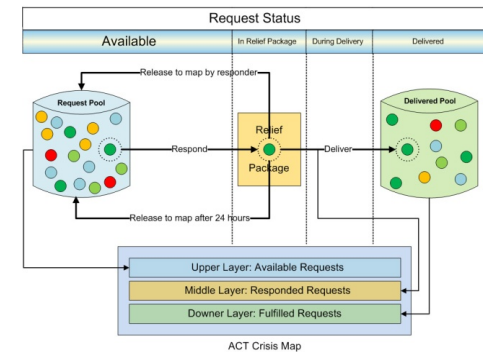 Request Status
Available
In Relief Package
During Delivery
Delivered
Release to map by responder
Request Pool
Delivered Pool
Relief
Package
Respond
Deliver
Release to map after 24 hours
Upper Layer: Available Requests
Middle Layer: Responded Requests
Downer Layer: Fulfilled Requests
ACT Crisis Map